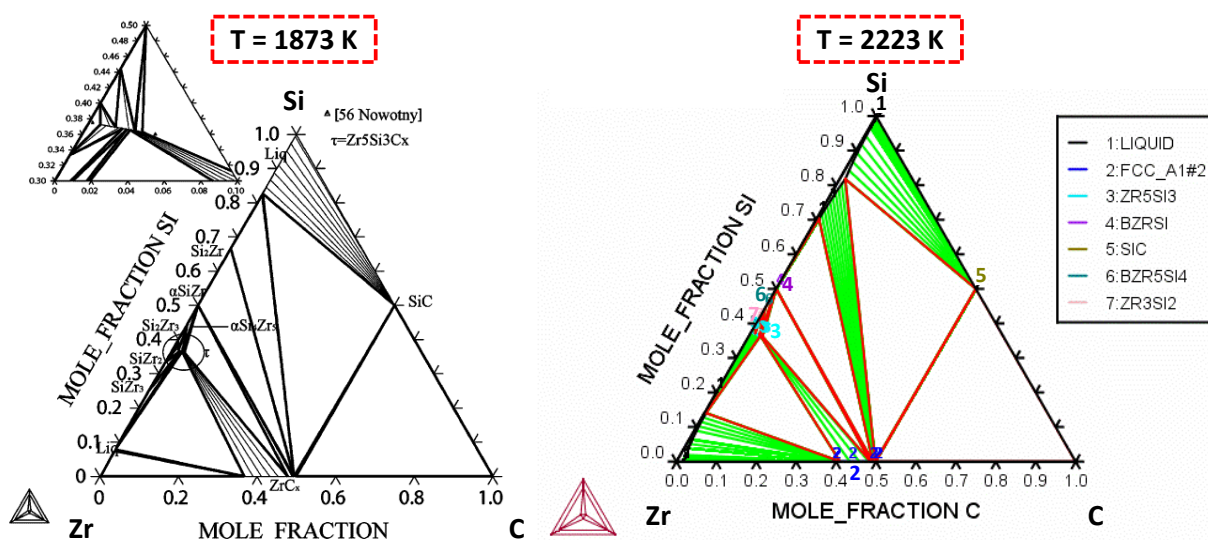 T = 1873 K
0.50
0.48
0.46
0.44
0.42
0.40
0.38
0.36
0.34
0.32
0.30
0 0.02 0.04 0.06 0.08 0.10
Si
▵ [56 Nowotny]
τ=Zr5Si3Cx
1.0
Liq
0.9
0.8
0.7
Si₂Zr
0.6
αSiZr
0.5
Si₂Zr₃
αSi₄Zr₅
0.4
SiZr₂
τ
0.3
SiZr₃
0.2
0.1
Liq
0
SiC
ZrCₓ
MOLE_FRACTION SI
0 0.2 0.4 0.6 0.8 1.0
Zr MOLE FRACTION C
T = 2223 K
Si
1.0 1
0.9
0.8
0.7
0.6
0.5
0.4
0.3
0.2
0.1
0.0
MOLE_FRACTION SI
4
6
7
3
5
2 2 2
2
0.0 0.1 0.2 0.3 0.4 0.5 0.6 0.7 0.8 0.9 1.0
Zr MOLE_FRACTION C C
1:LIQUID
2:FCC_A1#2
3:ZR5SI3
4:BZRSI
5:SIC
6:BZR5SI4
7:ZR3SI2